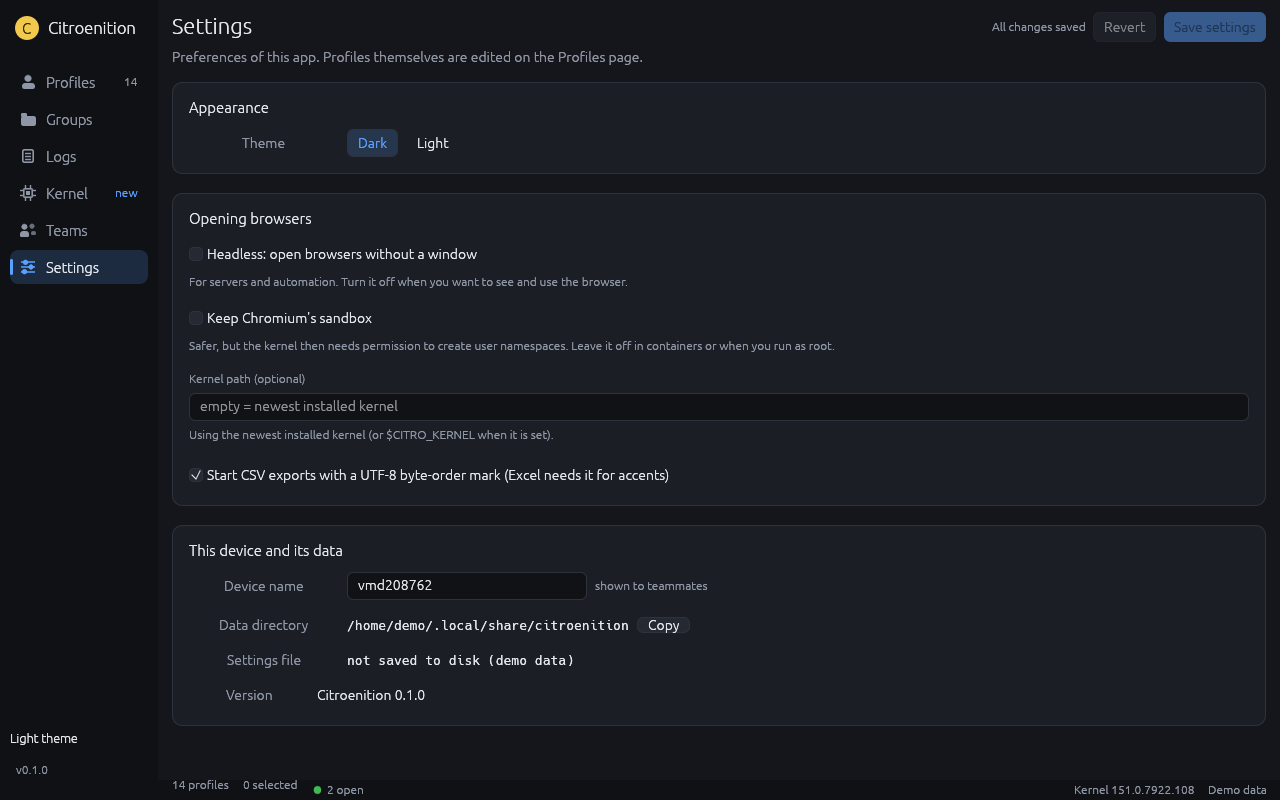 C Citroenition
Profiles 14
Groups
Logs
Kernel new
Teams
Settings
Light theme
v0.1.0
Settings
All changes saved Revert Save settings
Preferences of this app. Profiles themselves are edited on the Profiles page.
Appearance
Theme Dark Light
Opening browsers
Headless: open browsers without a window
For servers and automation. Turn it off when you want to see and use the browser.
Keep Chromium's sandbox
Safer, but the kernel then needs permission to create user namespaces. Leave it off in containers or when you run as root.
Kernel path (optional)
empty = newest installed kernel
Using the newest installed kernel (or $CITRO_KERNEL when it is set).
Start CSV exports with a UTF-8 byte-order mark (Excel needs it for accents)
This device and its data
Device name vmd208762 shown to teammates
Data directory /home/demo/.local/share/citroenition Copy
Settings file not saved to disk (demo data)
Version Citroenition 0.1.0
14 profiles 0 selected 2 open Kernel 151.0.7922.108 Demo data